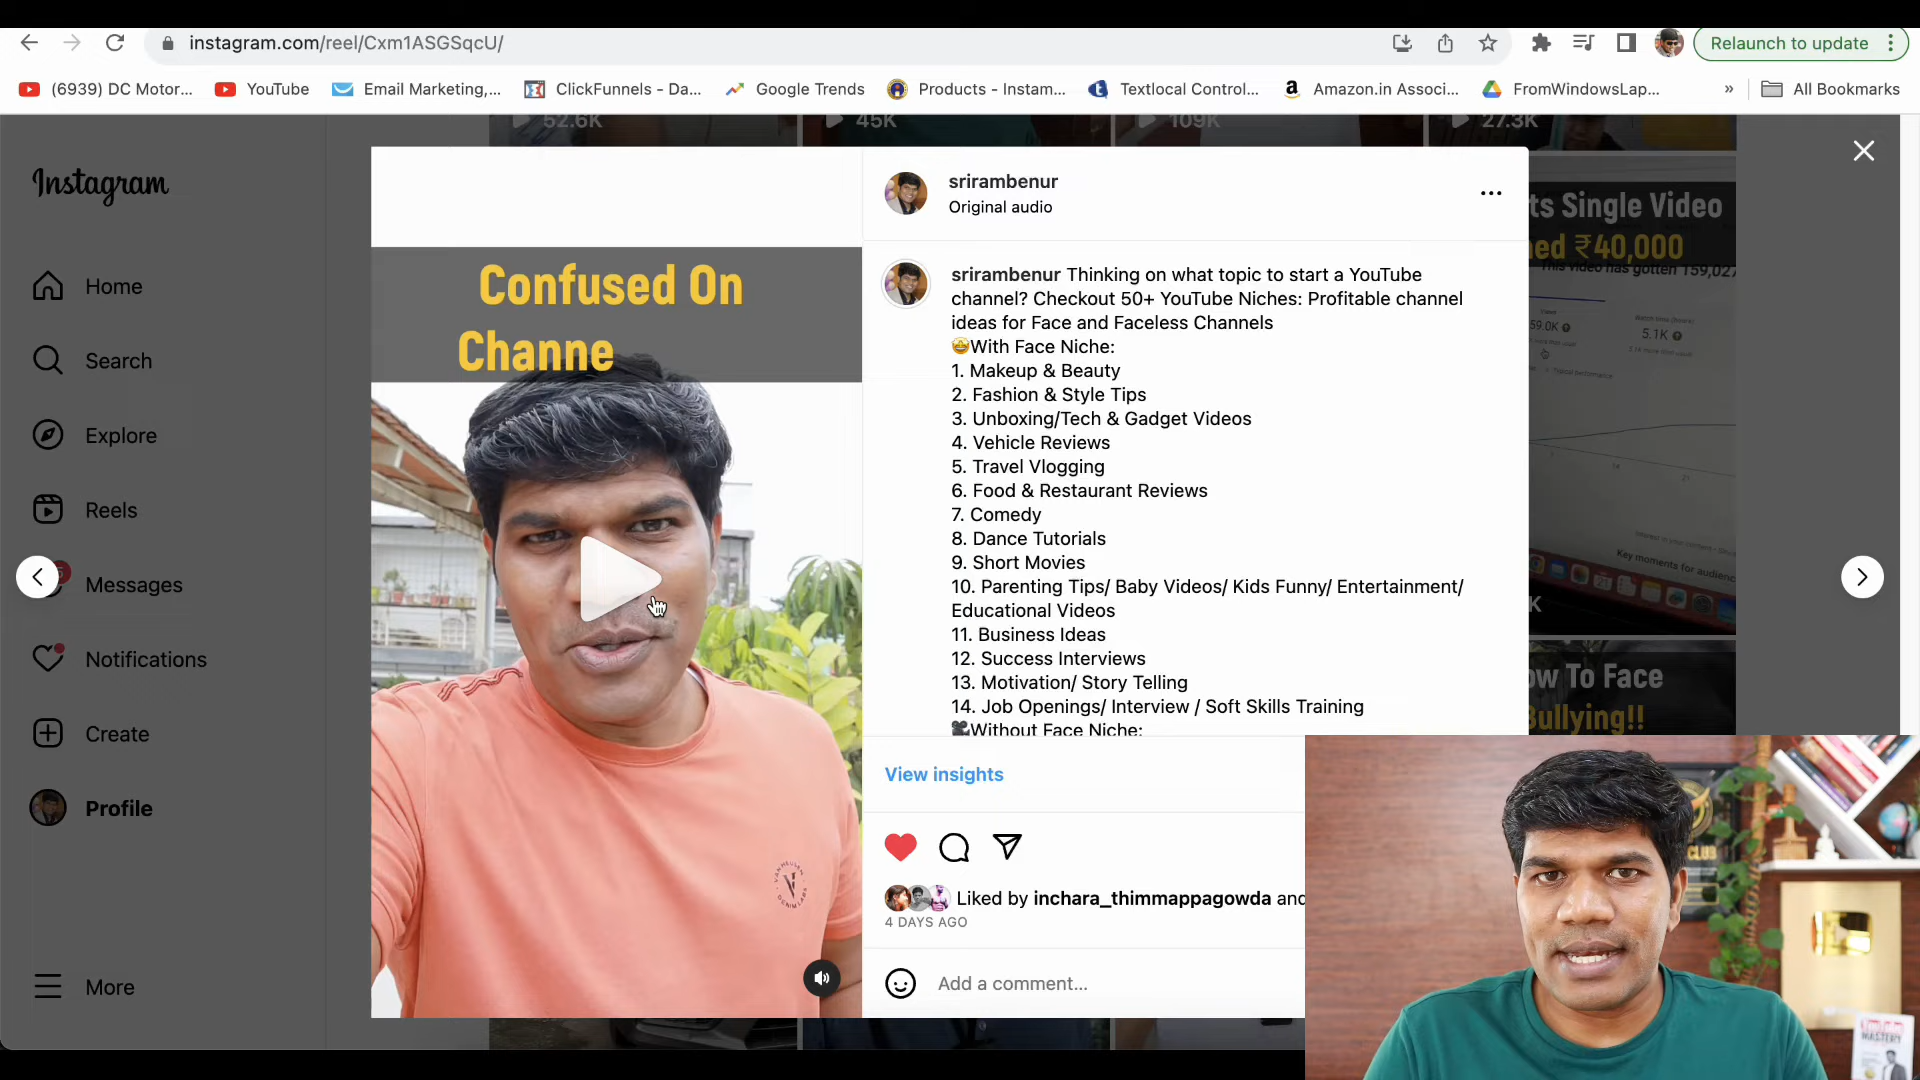 instagram.com/reel/Cxm1ASGSqcU/
Relaunch to update
(6939) DC Motor...
YouTube
Email Marketing,...
ClickFunnels - Da...
Google Trends
Products - Instam...
Textlocal Control...
Amazon.in Associ...
FromWindowsLap...
»
All Bookmarks
52.6K
45K
109K
27.3K
Instagram
Home
Search
Explore
Reels
Messages
Notifications
Create
Profile
More
Confused On
Channe
srirambenur
Original audio
srirambenur Thinking on what topic to start a YouTube
channel? Checkout 50+ YouTube Niches: Profitable channel
ideas for Face and Faceless Channels
🤩With Face Niche:
1. Makeup & Beauty
2. Fashion & Style Tips
3. Unboxing/Tech & Gadget Videos
4. Vehicle Reviews
5. Travel Vlogging
6. Food & Restaurant Reviews
7. Comedy
8. Dance Tutorials
9. Short Movies
10. Parenting Tips/ Baby Videos/ Kids Funny/ Entertainment/
Educational Videos
11. Business Ideas
12. Success Interviews
13. Motivation/ Story Telling
14. Job Openings/ Interview / Soft Skills Training
🎥Without Face Niche:
View insights
Liked by inchara_thimmappagowda and
4 DAYS AGO
Add a comment...
ts Single Video
ed ₹40,000
This video has gotten 159,027
59.0K
5.1K
Key moments for audienc
K
ow To Face
Bullying!!
CLUB
MASTERY